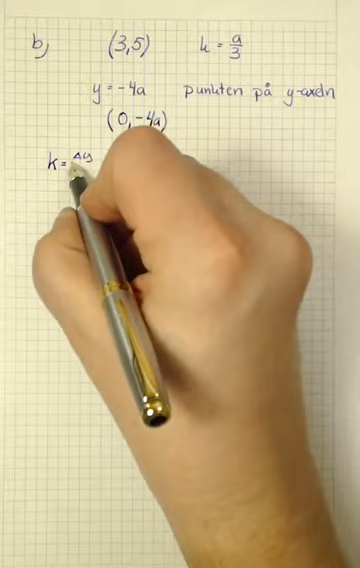 b) (3,5) k = a/3
y = -4a punkten på y-axeln
(0, -4a)
k = Δy